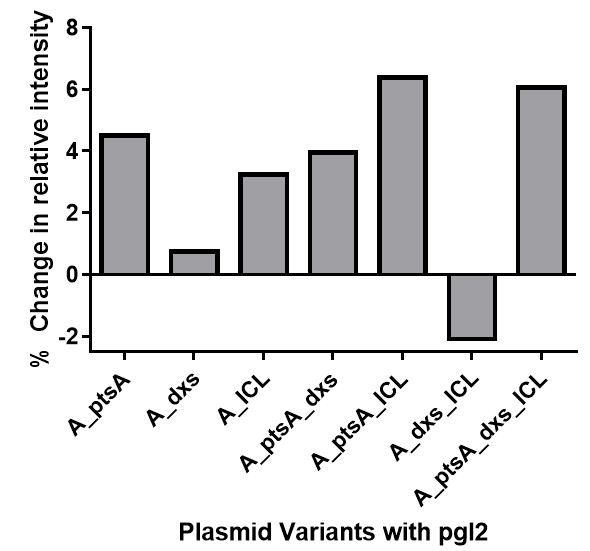 % Change in relative intensity
8
6
4
2
0
-2
A_ptsA
A_dxs
A_ICL
A_ptsA_dxs
A_ptsA_ICL
A_dxs_ICL
A_ptsA_dxs_ICL
Plasmid Variants with pgl2